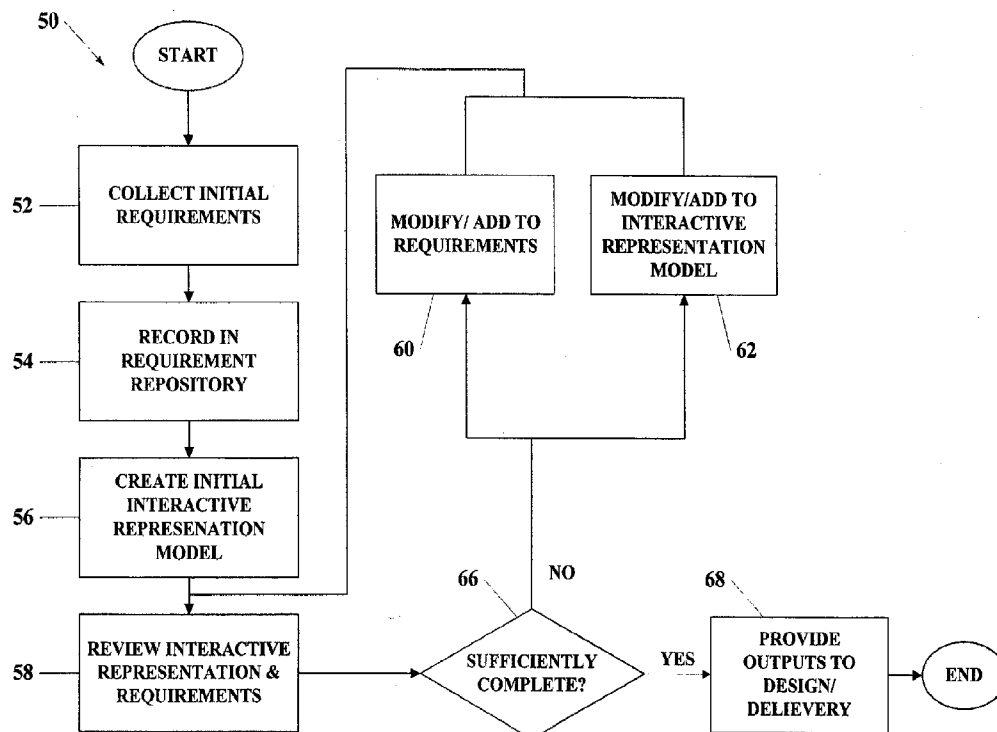 50
START
52
COLLECT INITIAL
REQUIREMENTS
54
RECORD IN
REQUIREMENT
REPOSITORY
56
CREATE INITIAL
INTERACTIVE
REPRESENATION
MODEL
58
REVIEW INTERACTIVE
REPRESENTATION &
REQUIREMENTS
MODIFY/ ADD TO
REQUIREMENTS
60
MODIFY/ADD TO
INTERACTIVE
REPRESENTATION
MODEL
62
66
NO
SUFFICIENTLY
COMPLETE?
YES
68
PROVIDE
OUTPUTS TO
DESIGN/
DELIEVERY
END